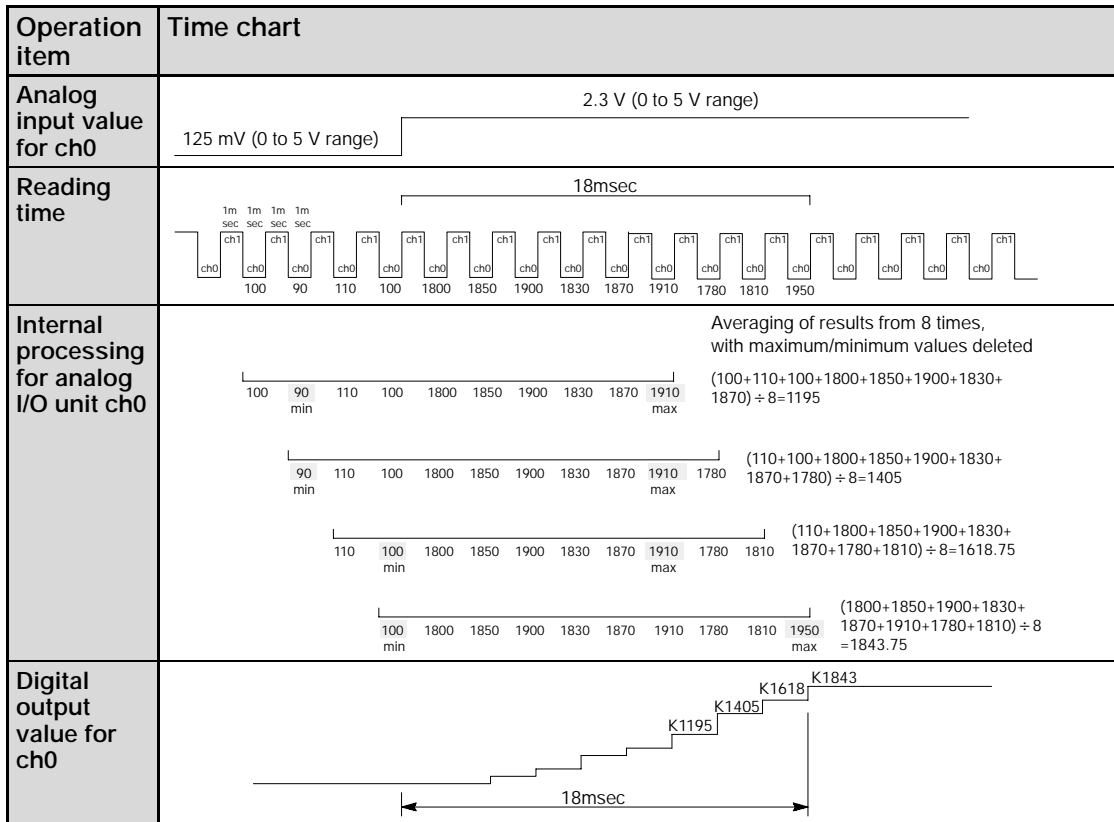 Operation
item
Time chart
Analog
input value
for ch0
2.3 V (0 to 5 V range)
125 mV (0 to 5 V range)
Reading
time
18msec
1m 1m 1m 1m
sec sec sec sec
ch1 ch1 ch1 ch1 ch1 ch1 ch1 ch1 ch1 ch1 ch1 ch1 ch1 ch1 ch1 ch1 ch1 ch1
ch0 ch0 ch0 ch0 ch0 ch0 ch0 ch0 ch0 ch0 ch0 ch0 ch0 ch0 ch0 ch0 ch0 ch0
100 90 110 100 1800 1850 1900 1830 1870 1910 1780 1810 1950
Internal
processing
for analog
I/O unit ch0
Averaging of results from 8 times,
with maximum/minimum values deleted
100 90 110 100 1800 1850 1900 1830 1870 1910
min max
(100+110+100+1800+1850+1900+1830+
1870)÷8=1195
90 110 100 1800 1850 1900 1830 1870 1910 1780
min max
(110+100+1800+1850+1900+1830+
1870+1780)÷8=1405
110 100 1800 1850 1900 1830 1870 1910 1780 1810
min max
(110+1800+1850+1900+1830+
1870+1780+1810)÷8=1618.75
100 1800 1850 1900 1830 1870 1910 1780 1810 1950
min max
(1800+1850+1900+1830+
1870+1910+1780+1810)÷8
=1843.75
Digital
output
value for
ch0
K1843
K1618
K1405
K1195
18msec